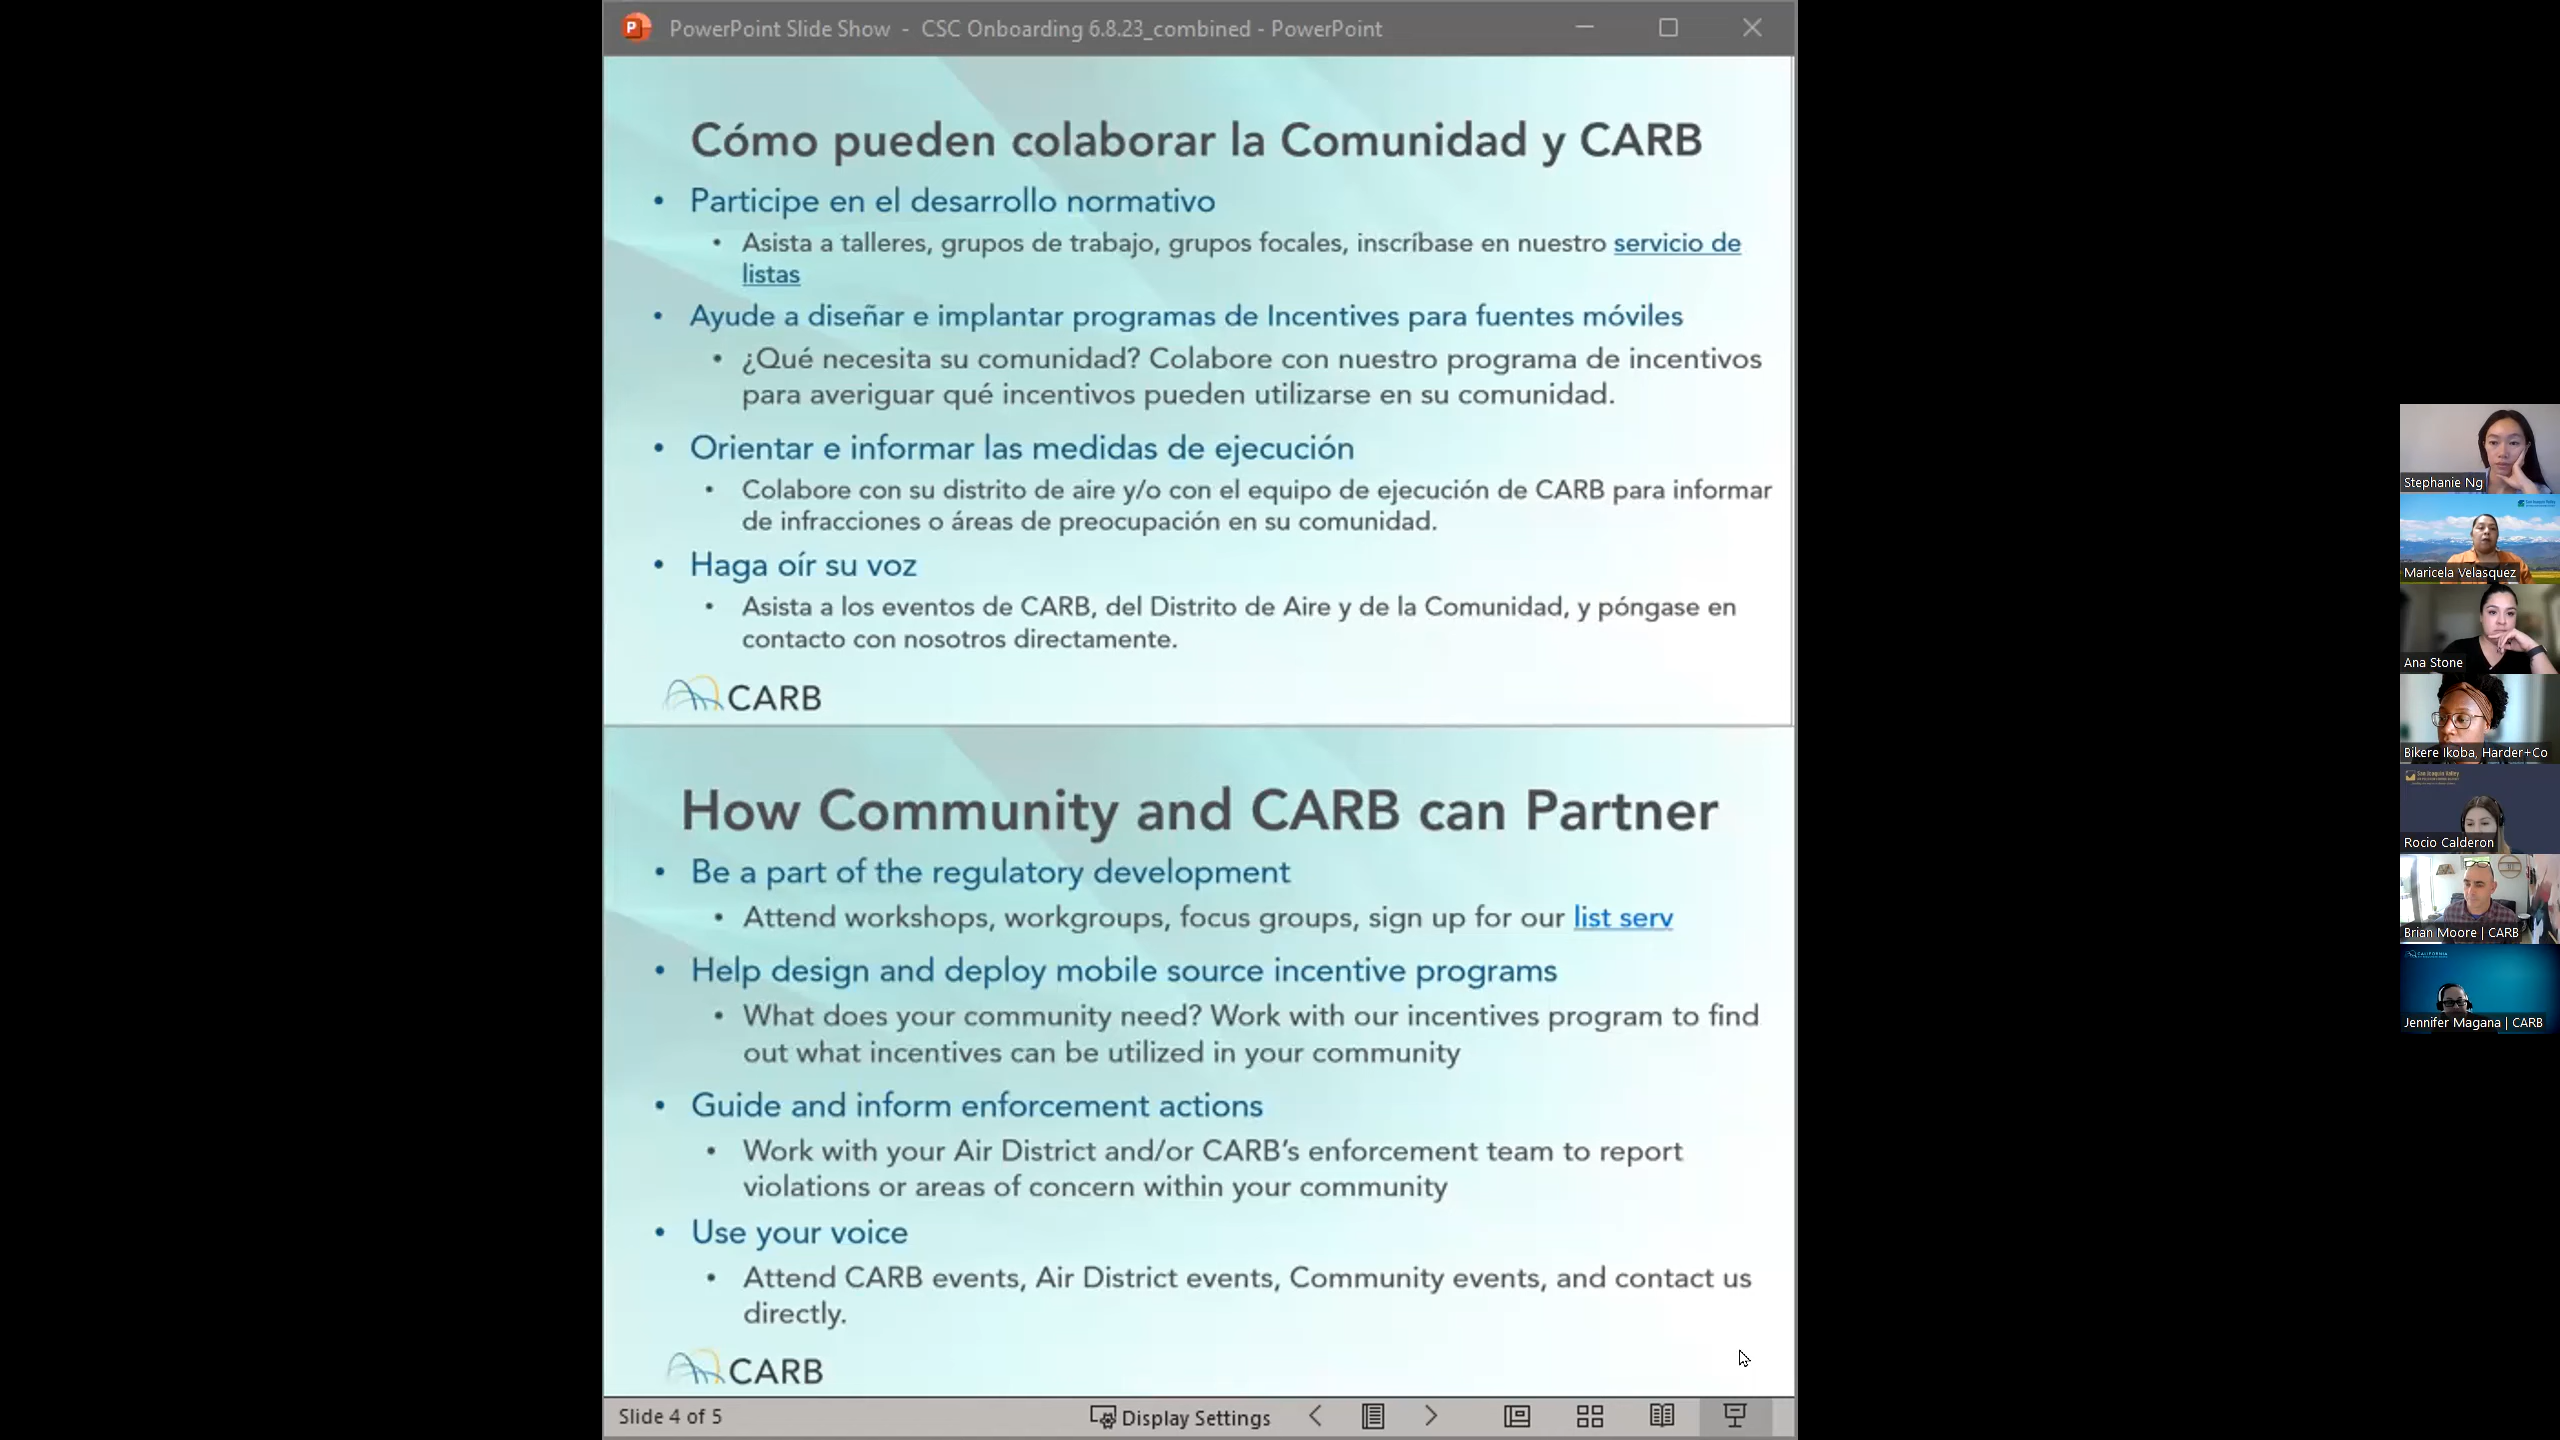 PowerPoint Slide Show - CSC Onboarding 6.8.23_combined - PowerPoint
Cómo pueden colaborar la Comunidad y CARB
• Participe en el desarrollo normativo
• Asista a talleres, grupos de trabajo, grupos focales, inscríbase en nuestro servicio de
listas
• Ayude a diseñar e implantar programas de Incentives para fuentes móviles
• ¿Qué necesita su comunidad? Colabore con nuestro programa de incentivos
para averiguar qué incentivos pueden utilizarse en su comunidad.
• Orientar e informar las medidas de ejecución
• Colabore con su distrito de aire y/o con el equipo de ejecución de CARB para informar
de infracciones o áreas de preocupación en su comunidad.
• Haga oír su voz
• Asista a los eventos de CARB, del Distrito de Aire y de la Comunidad, y póngase en
contacto con nosotros directamente.
CARB
How Community and CARB can Partner
• Be a part of the regulatory development
• Attend workshops, workgroups, focus groups, sign up for our list serv
• Help design and deploy mobile source incentive programs
• What does your community need? Work with our incentives program to find
out what incentives can be utilized in your community
• Guide and inform enforcement actions
• Work with your Air District and/or CARB's enforcement team to report
violations or areas of concern within your community
• Use your voice
• Attend CARB events, Air District events, Community events, and contact us
directly.
CARB
Slide 4 of 5
Display Settings
Stephanie Ng
San Joaquin Valley
Maricela Velasquez
Ana Stone
Bikere Ikoba, Harder+Co
San Joaquin Valley
Rocio Calderon
Brian Moore | CARB
CALIFORNIA
Jennifer Magana | CARB